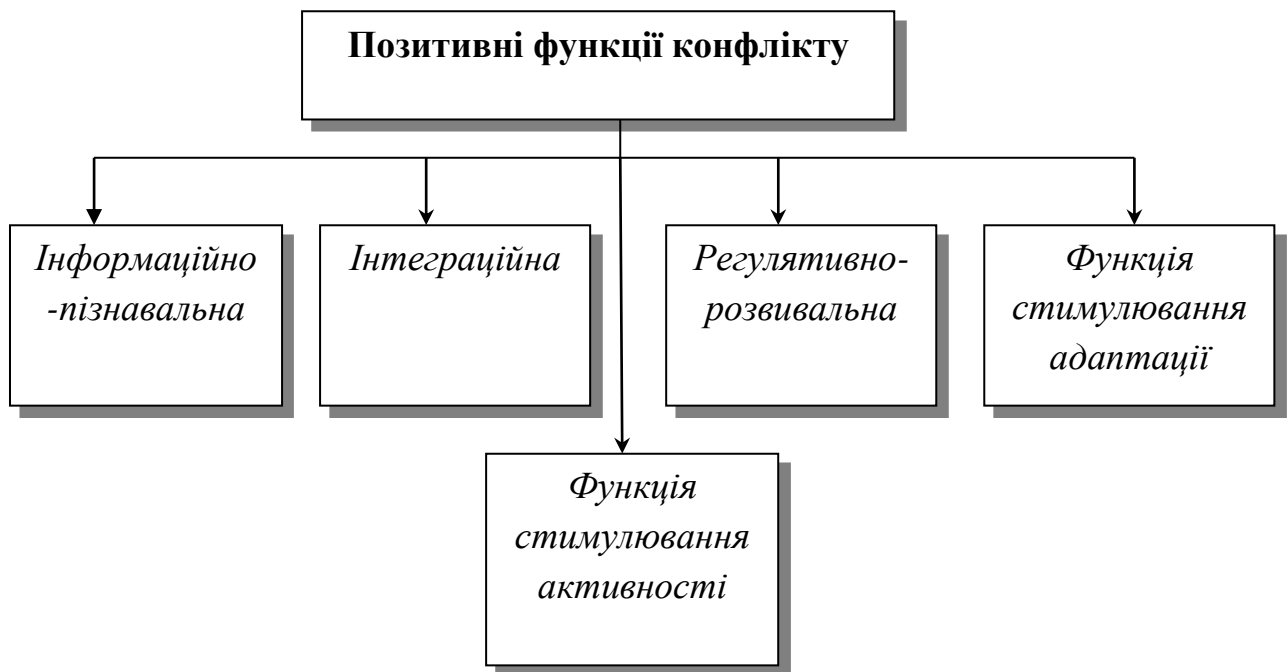 Позитивні функції конфлікту
Інформаційно
-пізнавальна
Інтеграційна
Регулятивно-
розвивальна
Функція
стимулювання
адаптації
Функція
стимулювання
активності